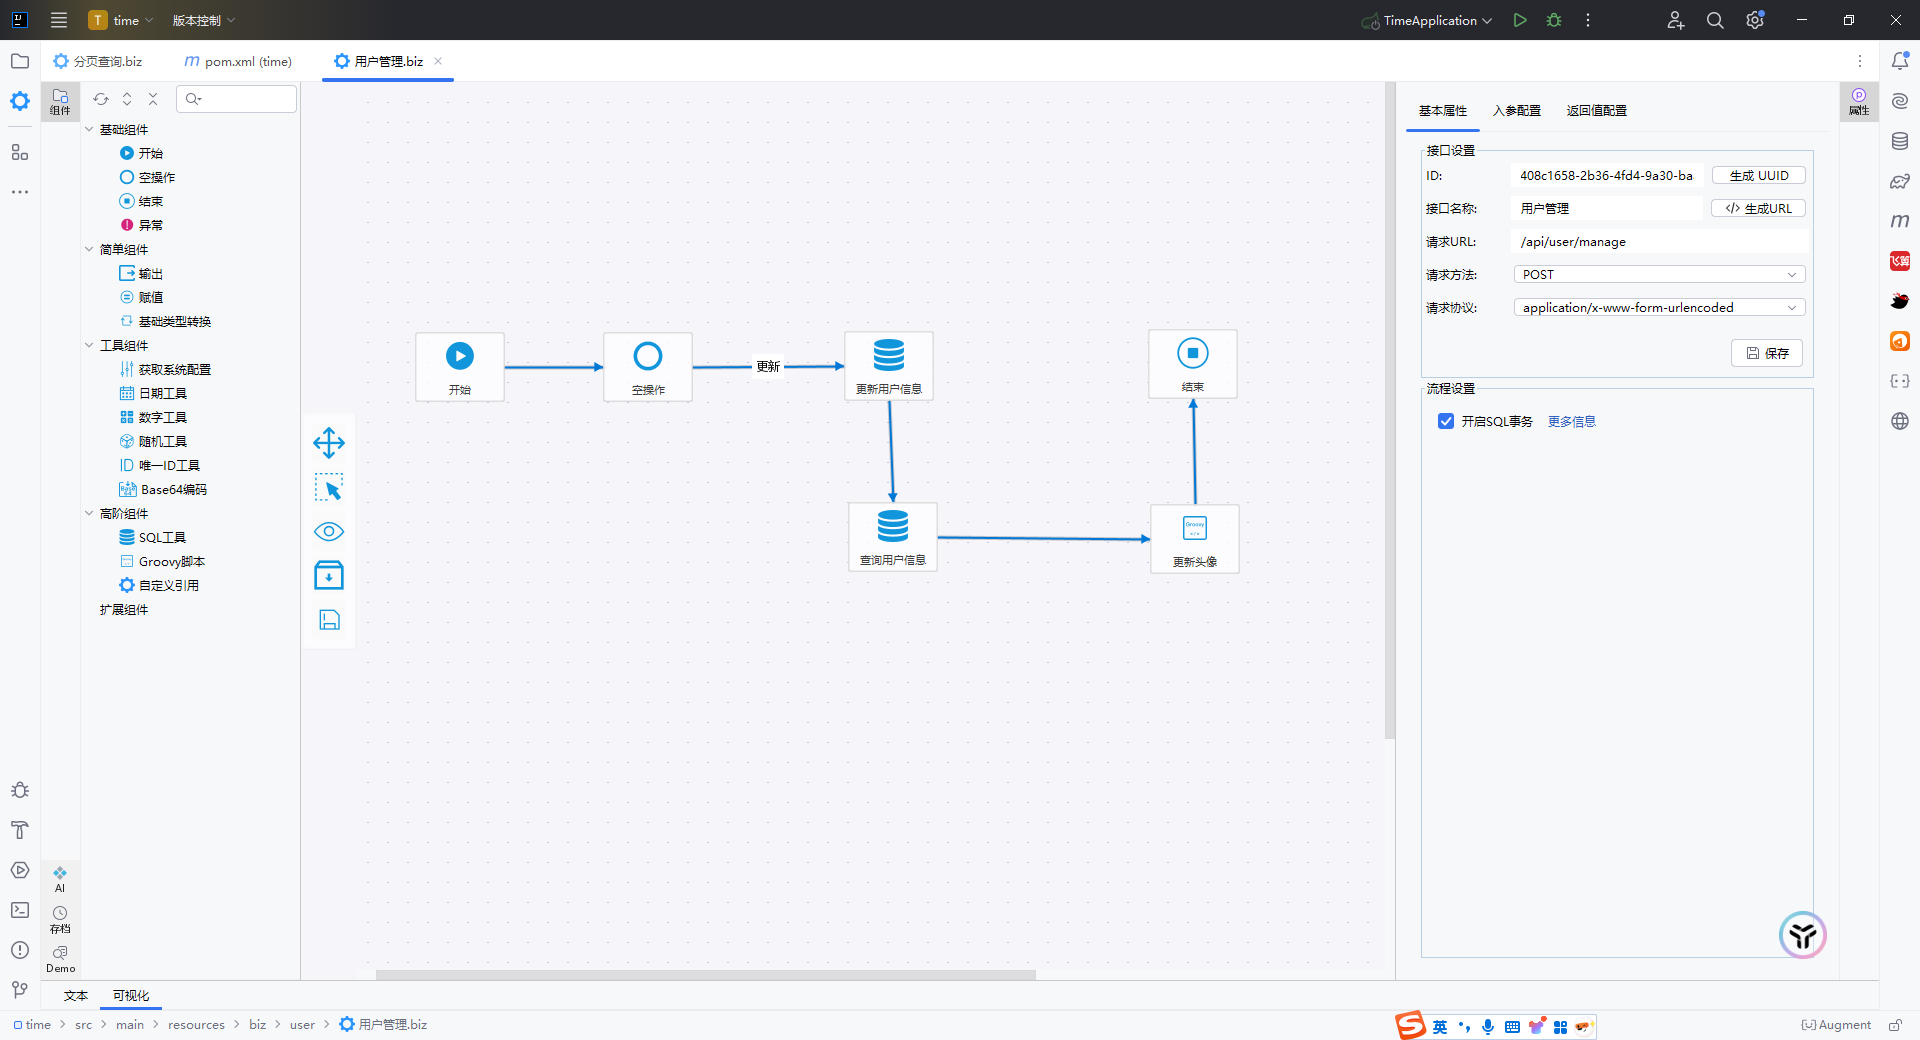 T time 版本控制 TimeApplication
分页查询.biz pom.xml (time) 用户管理.biz
组件
基础组件
开始
空操作
结束
异常
简单组件
输出
赋值
基础类型转换
工具组件
获取系统配置
日期工具
数字工具
随机工具
唯一ID工具
Base64编码
高阶组件
SQL工具
Groovy脚本
自定义引用
扩展组件
AI
存档
Demo
开始
空操作
更新
更新用户信息
结束
查询用户信息
Groovy
更新头像
基本属性 入参配置 返回值配置
接口设置
ID: 408c1658-2b36-4fd4-9a30-ba 生成 UUID
接口名称: 用户管理 </> 生成URL
请求URL: /api/user/manage
请求方法: POST
请求协议: application/x-www-form-urlencoded
保存
流程设置
开启SQL事务 更多信息
属性
飞算
文本 可视化
time src main resources biz user 用户管理.biz
英
Augment